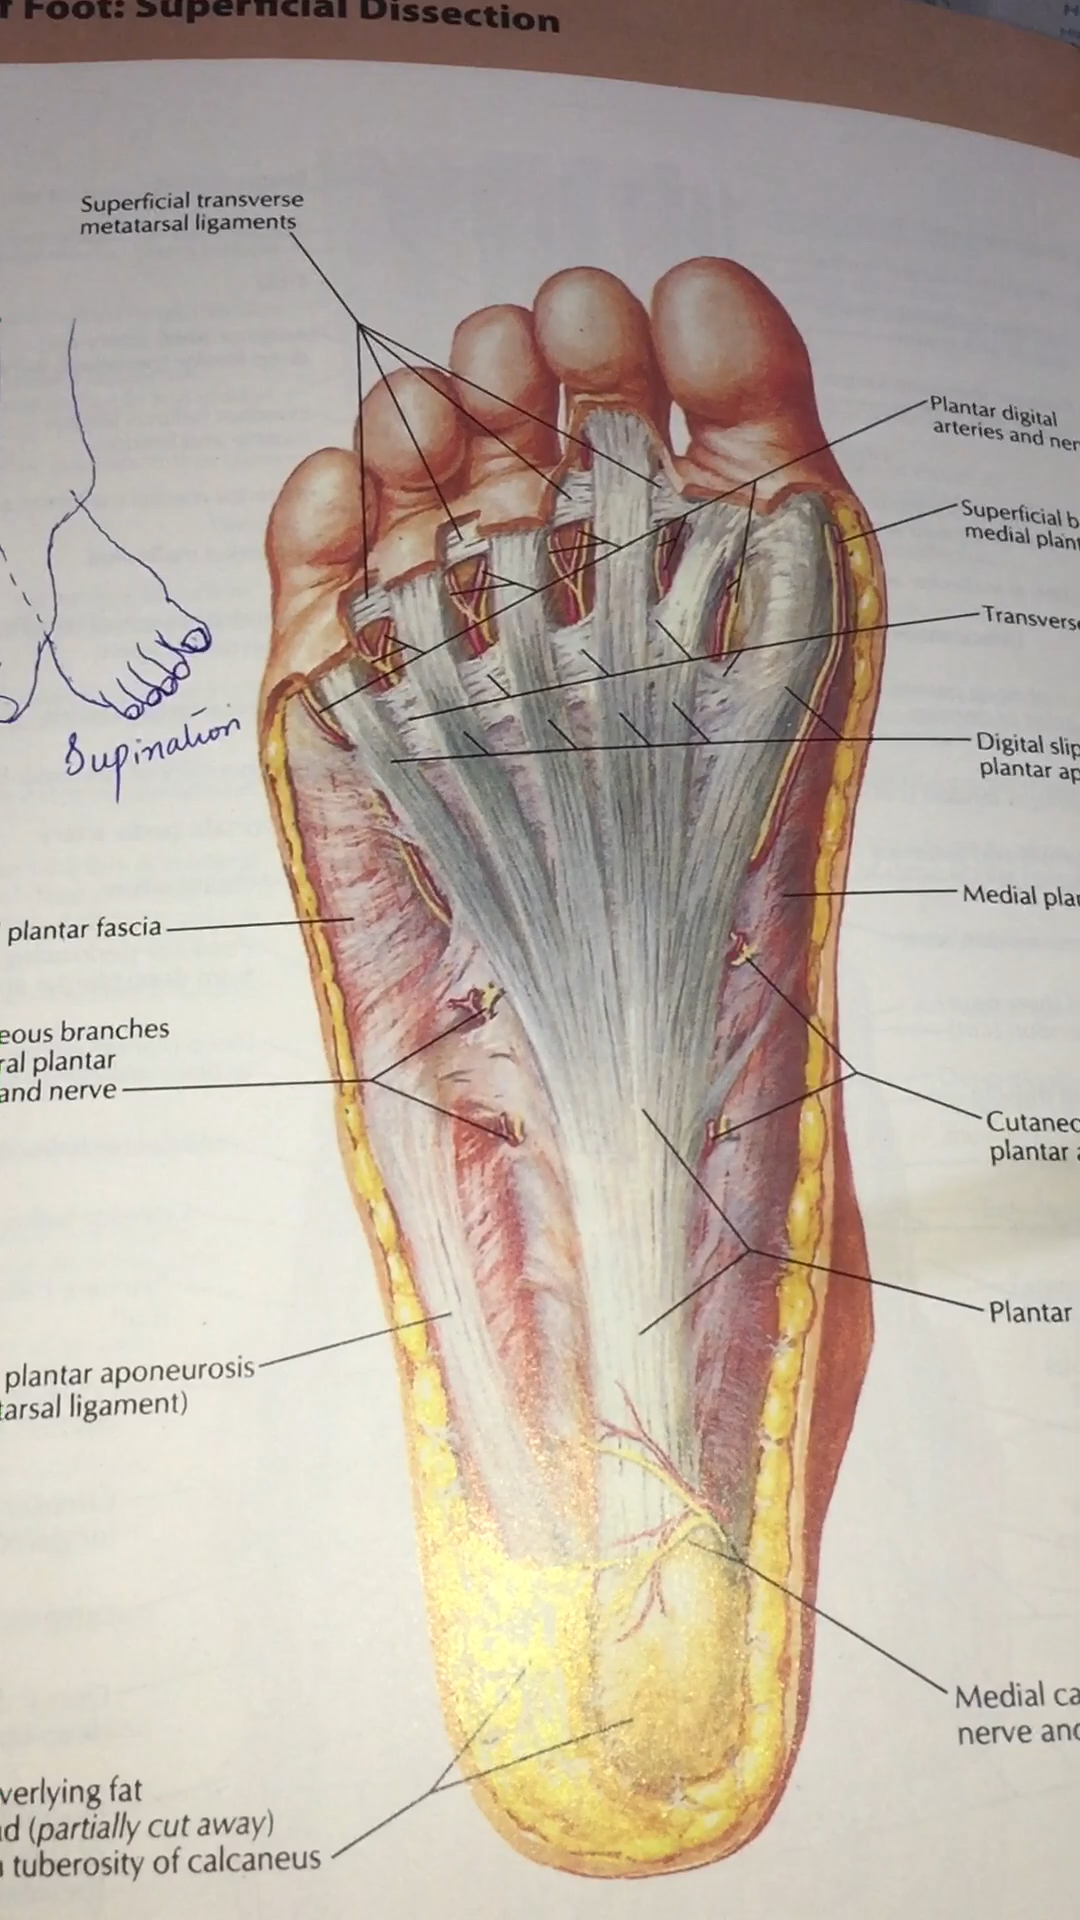 Foot: Superficial Dissection
Superficial transverse
metatarsal ligaments
Plantar digital
arteries and ner
Superficial b
medial plant
Transverse
Digital slip
plantar ap
Supination
Medial plan
plantar fascia
eous branches
ral plantar
and nerve
Cutaneo
plantar a
Plantar
plantar aponeurosis
tarsal ligament)
Medial ca
nerve and
verlying fat
d (partially cut away)
tuberosity of calcaneus